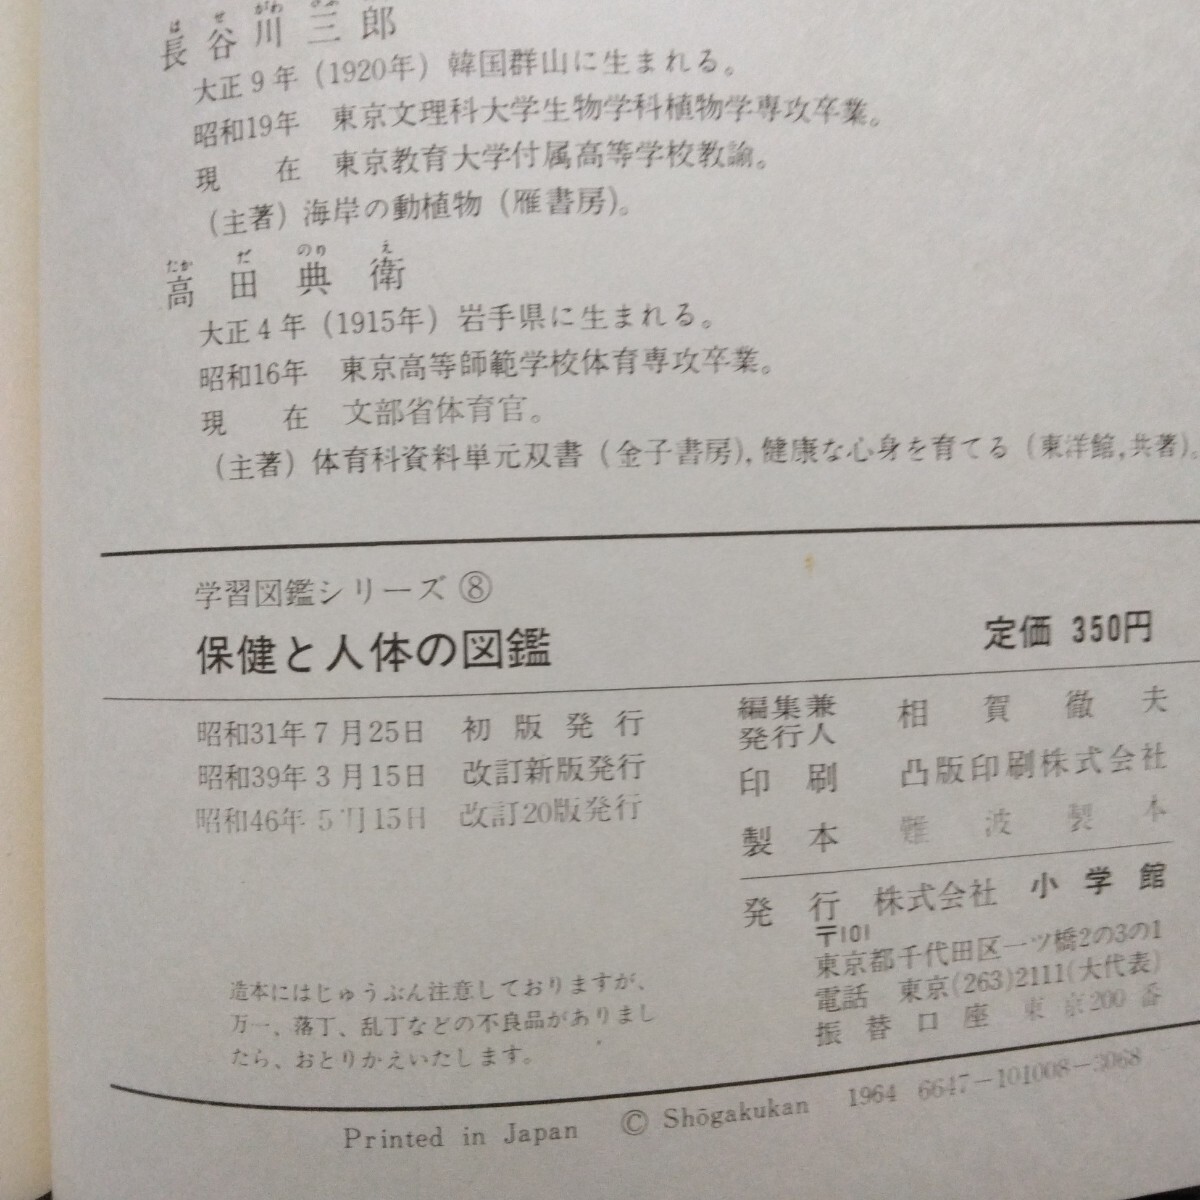 はせがわ
長谷川三郎
大正9年（1920年）韓国群山に生まれる。
昭和19年　東京文理科大学生物学科植物学専攻卒業。
現　在　東京教育大学付属高等学校教諭。
（主著）海岸の動植物（雁書房）。
たかだのりえ
高田典衛
大正4年（1915年）岩手県に生まれる。
昭和16年　東京高等師範学校体育専攻卒業。
現　在　文部省体育官。
（主著）体育科資料単元双書（金子書房）,健康な心身を育てる（東洋館,共著）。
学習図鑑シリーズ⑧
保健と人体の図鑑
定価 350円
昭和31年7月25日　初版発行
昭和39年3月15日　改訂新版発行
昭和46年5月15日　改訂20版発行
編集兼
発行人　相賀徹夫
印刷　凸版印刷株式会社
製本　難波製本
発行　株式会社 小学館
〒101
東京都千代田区一ツ橋2の3の1
電話　東京(263)2111(大代表)
振替口座　東京200番
造本にはじゅうぶん注意しておりますが、
万一、落丁、乱丁などの不良品がありまし
たら、おとりかえいたします。
Printed in Japan　© Shōgakukan　1964　6647-101008-3068